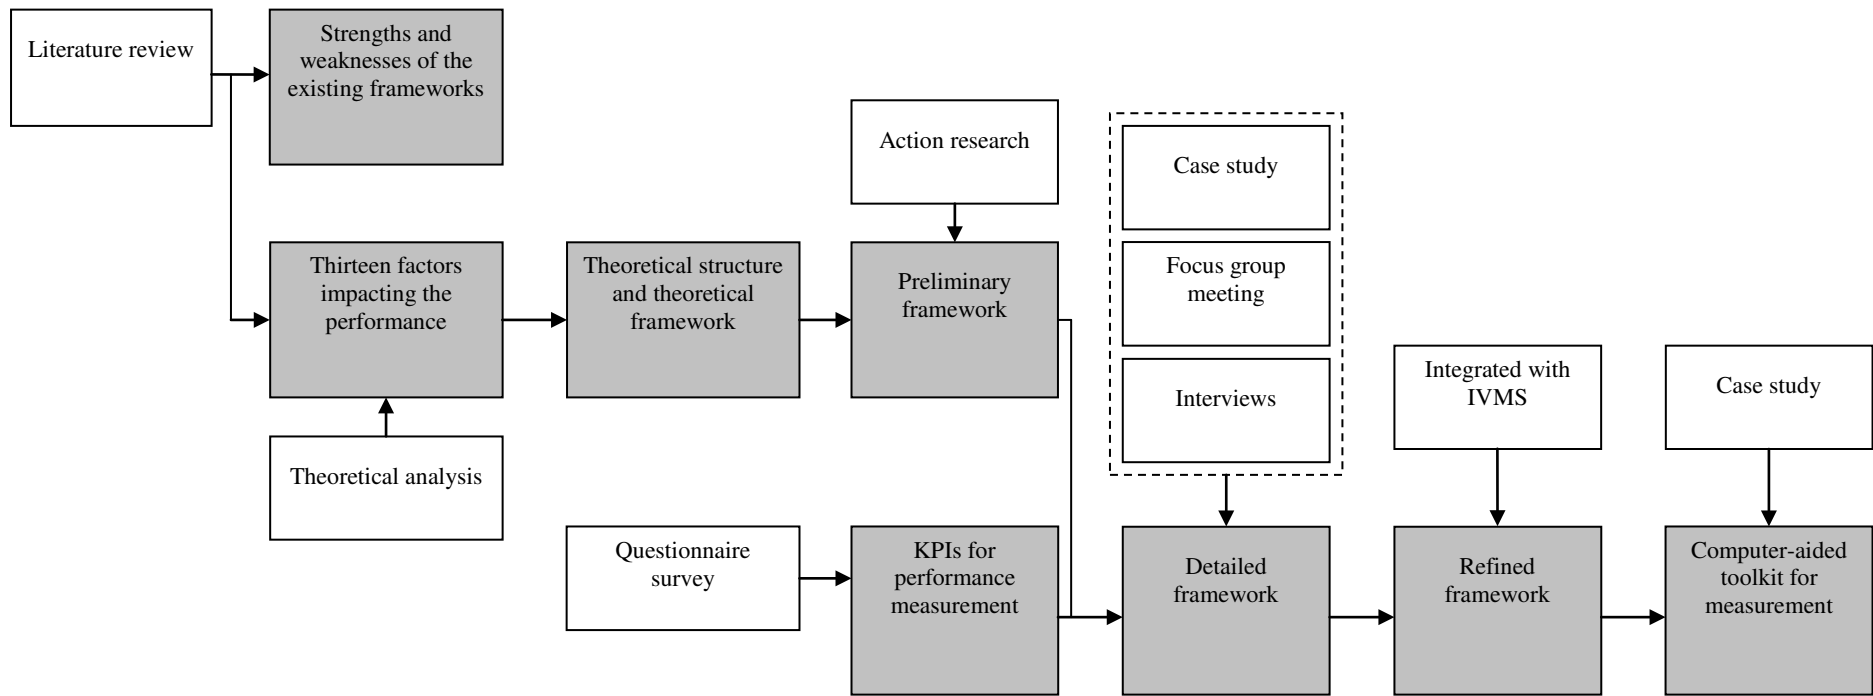 Literature review
Strengths and
weaknesses of the
existing frameworks
Action research
Case study
Thirteen factors
impacting the
performance
Theoretical structure
and theoretical
framework
Preliminary
framework
Focus group
meeting
Interviews
Integrated with
IVMS
Case study
Theoretical analysis
Questionnaire
survey
KPIs for
performance
measurement
Detailed
framework
Refined
framework
Computer-aided
toolkit for
measurement